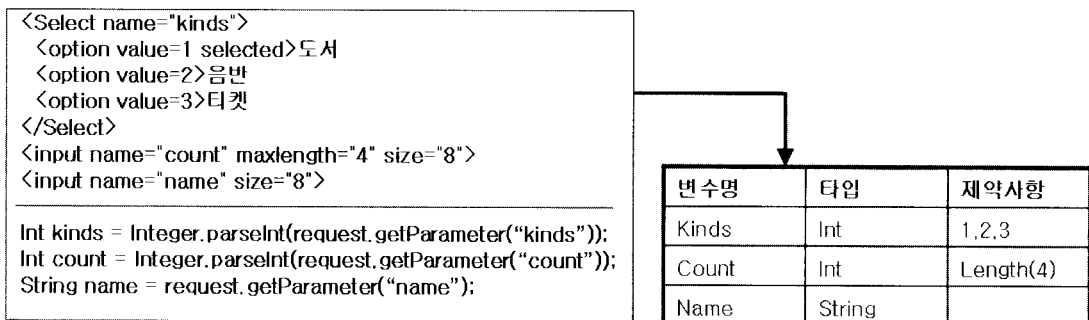 <Select name="kinds">
<option value=1 selected>도서
<option value=2>음반
<option value=3>티켓
</Select>
<input name="count" maxlength="4" size="8">
<input name="name" size="8">
Int kinds = Integer.parseInt(request.getParameter("kinds"));
Int count = Integer.parseInt(request.getParameter("count"));
String name = request.getParameter("name");
변수명 타입 제약사항
Kinds Int 1,2,3
Count Int Length(4)
Name String